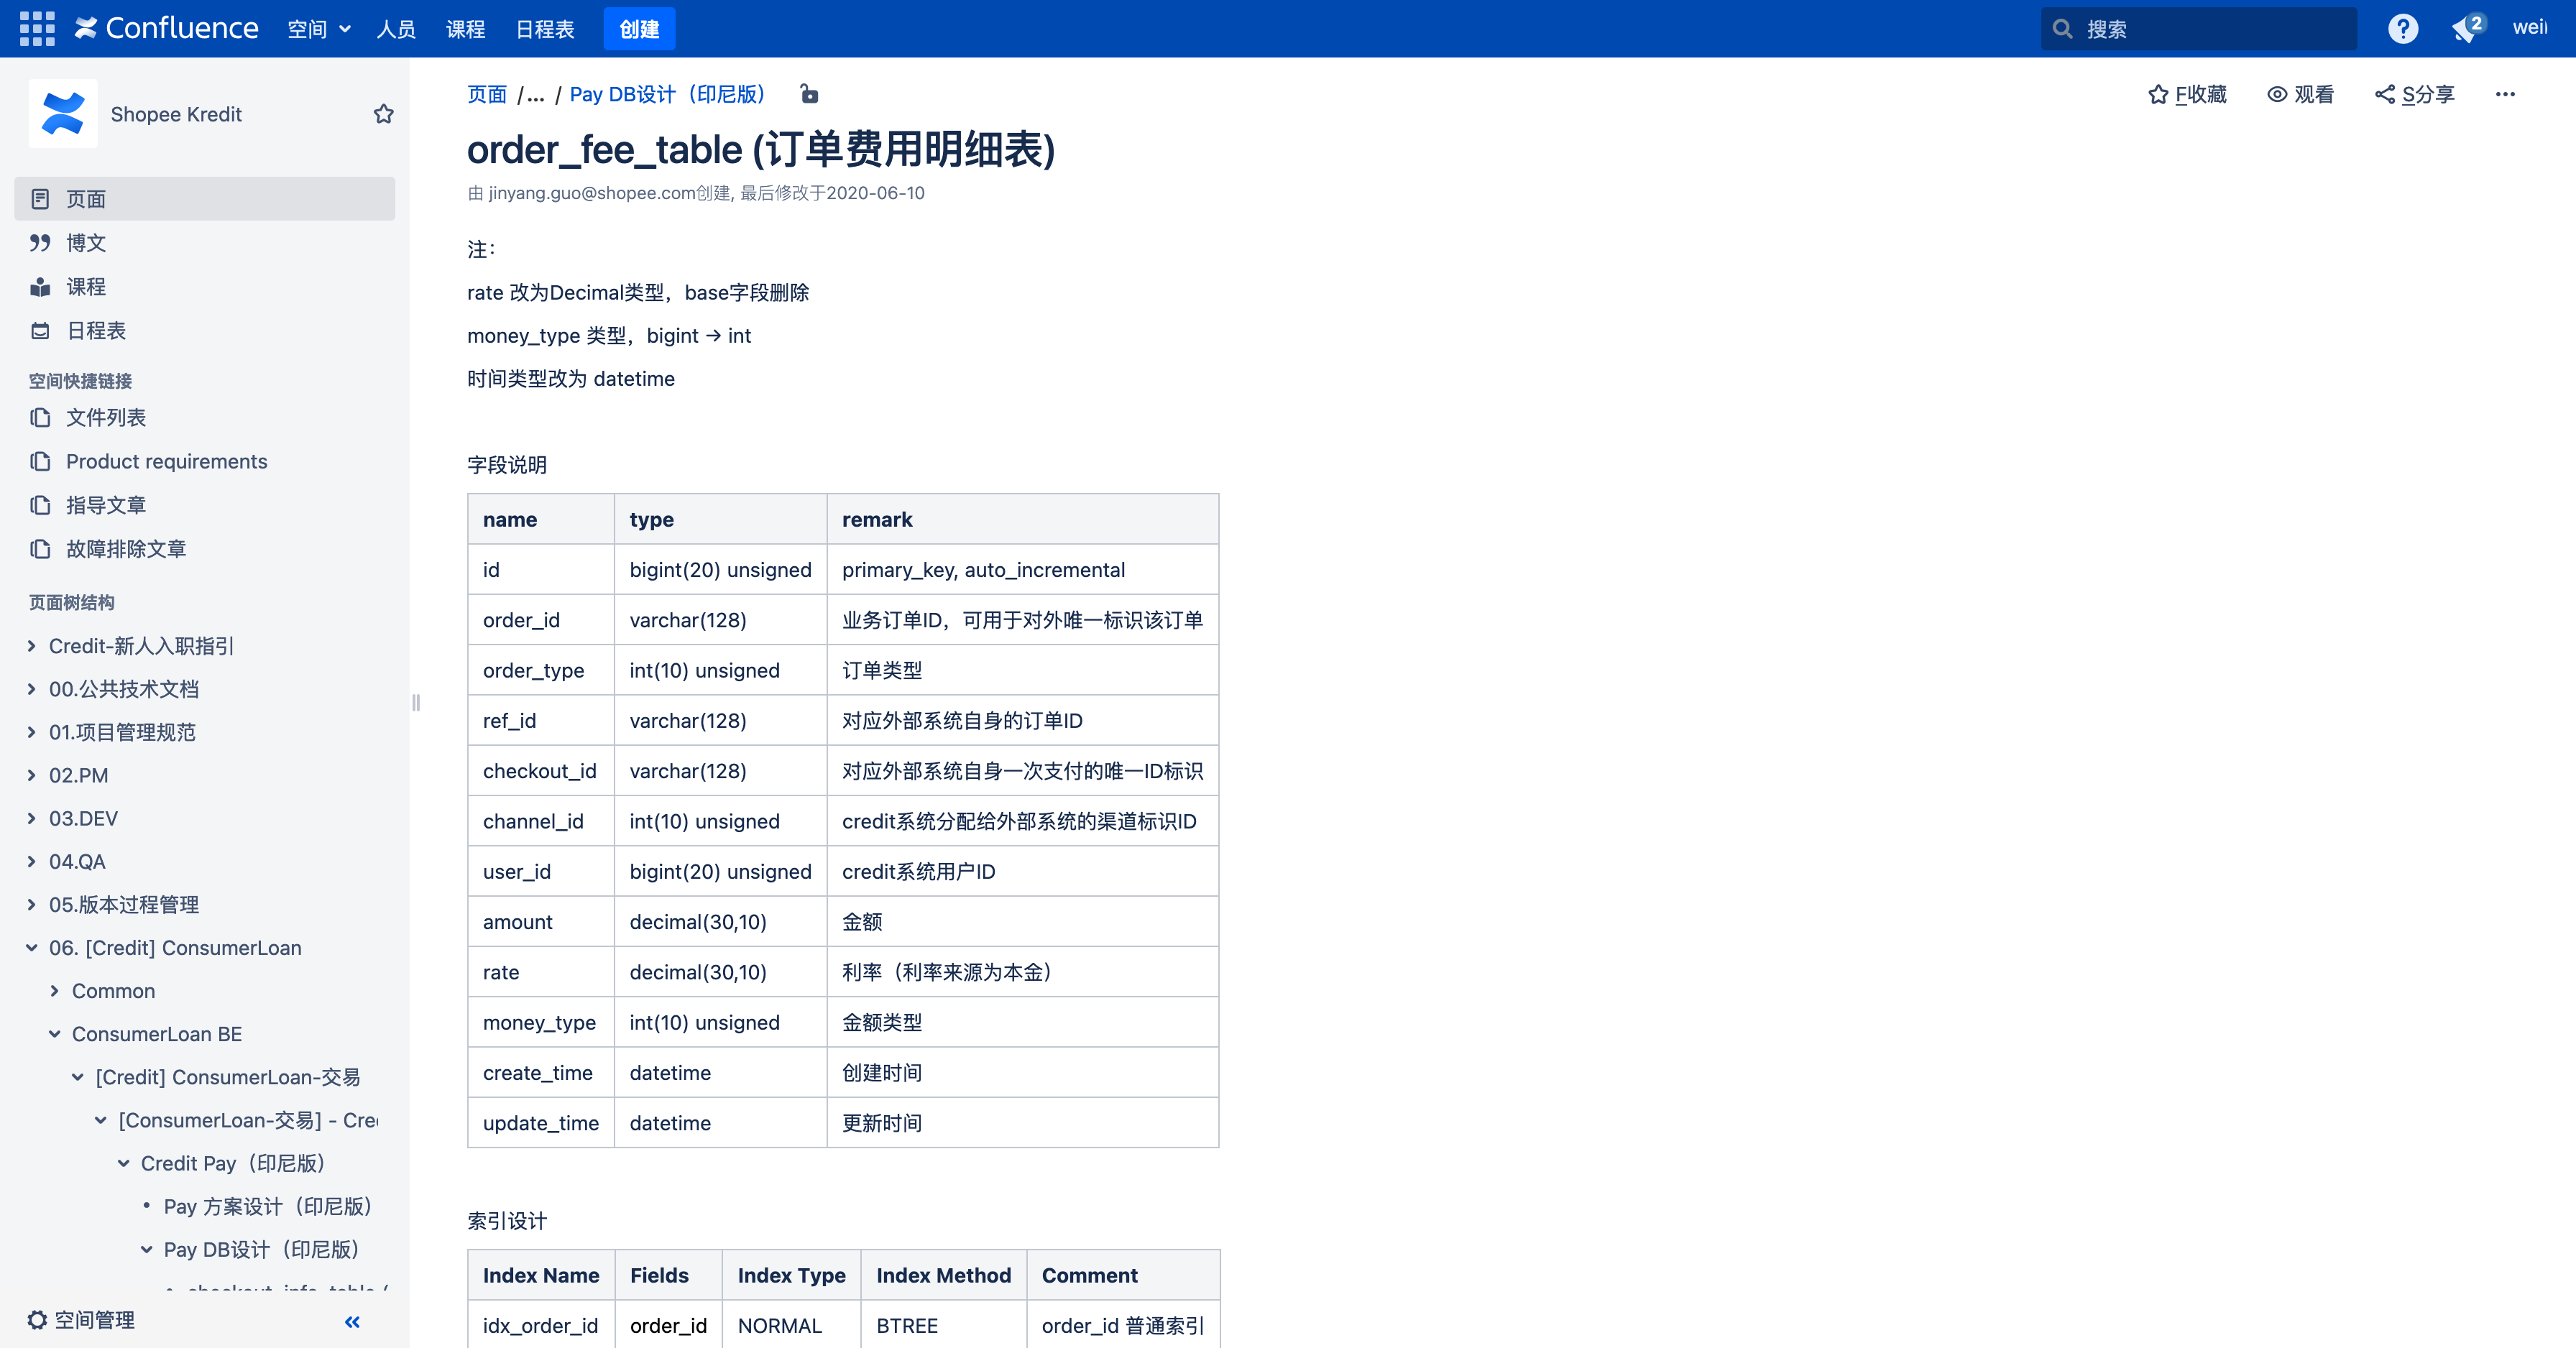 Confluence 空间 人员 课程 日程表 创建 搜索 2
Shopee Kredit
页面
博文
课程
日程表
空间快捷链接
文件列表
Product requirements
指导文章
故障排除文章
页面树结构
Credit-新人入职指引
00.公共技术文档
01.项目管理规范
02.PM
03.DEV
04.QA
05.版本过程管理
06. [Credit] ConsumerLoan
Common
ConsumerLoan BE
[Credit] ConsumerLoan-交易
[ConsumerLoan-交易] - Cre
Credit Pay（印尼版）
Pay 方案设计（印尼版）
Pay DB设计（印尼版）
空间管理
页面 /... / Pay DB设计（印尼版）
F收藏 观看 S分享
order_fee_table (订单费用明细表)
由 jinyang.guo@shopee.com创建, 最后修改于2020-06-10
注：
rate 改为Decimal类型，base字段删除
money_type 类型，bigint → int
时间类型改为 datetime
字段说明
name type remark
id bigint(20) unsigned primary_key, auto_incremental
order_id varchar(128) 业务订单ID，可用于对外唯一标识该订单
order_type int(10) unsigned 订单类型
ref_id varchar(128) 对应外部系统自身的订单ID
checkout_id varchar(128) 对应外部系统自身一次支付的唯一ID标识
channel_id int(10) unsigned credit系统分配给外部系统的渠道标识ID
user_id bigint(20) unsigned credit系统用户ID
amount decimal(30,10) 金额
rate decimal(30,10) 利率（利率来源为本金）
money_type int(10) unsigned 金额类型
create_time datetime 创建时间
update_time datetime 更新时间
索引设计
Index Name Fields Index Type Index Method Comment
idx_order_id order_id NORMAL BTREE order_id 普通索引